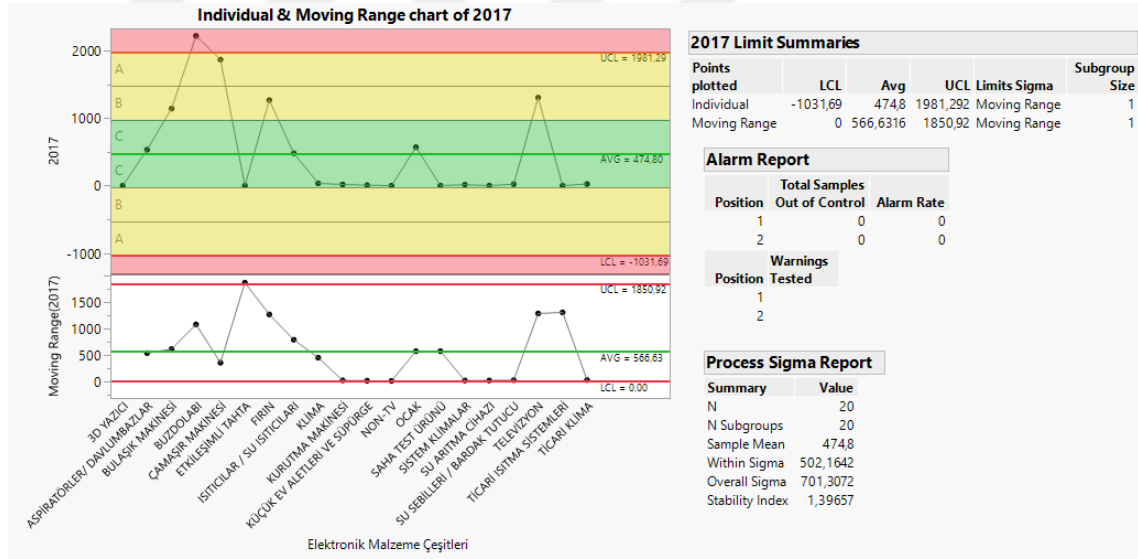 Individual & Moving Range chart of 2017
2017
2000
1000
0
-1000
A
B
C
C
B
A
UCL = 1981,29
AVG = 474,80
LCL = -1031,69
Moving Range(2017)
1500
1000
500
0
UCL = 1850,92
AVG = 566,63
LCL = 0,00
3D YAZICI
ASPİRATÖRLER/ DAVLUMBAZLAR
BULAŞIK MAKİNESİ
BUZDOLABI
ÇAMAŞIR MAKİNESİ
ETKİLEŞİMLİ TAHTA
FIRIN
ISITICILAR / SU ISITICILARI
KLİMA
KURUTMA MAKİNESİ
KÜÇÜK EV ALETLERİ VE SÜPÜRGE
NON-TV
OCAK
SAHA TEST ÜRÜNÜ
SİSTEM KLİMALAR
SU ARITMA CİHAZI
SU SEBİLLERİ / BARDAK TUTUCU
TELEVİZYON
TİCARİ ISITMA SİSTEMLERİ
TİCARİ KLİMA
Elektronik Malzeme Çeşitleri
2017 Limit Summaries
Points plotted LCL Avg UCL Limits Sigma Subgroup Size
Individual -1031,69 474,8 1981,292 Moving Range 1
Moving Range 0 566,6316 1850,92 Moving Range 1
Alarm Report
Position Total Samples Out of Control Alarm Rate
1 0 0
2 0 0
Position Warnings Tested
1
2
Process Sigma Report
Summary Value
N 20
N Subgroups 20
Sample Mean 474,8
Within Sigma 502,1642
Overall Sigma 701,3072
Stability Index 1,39657